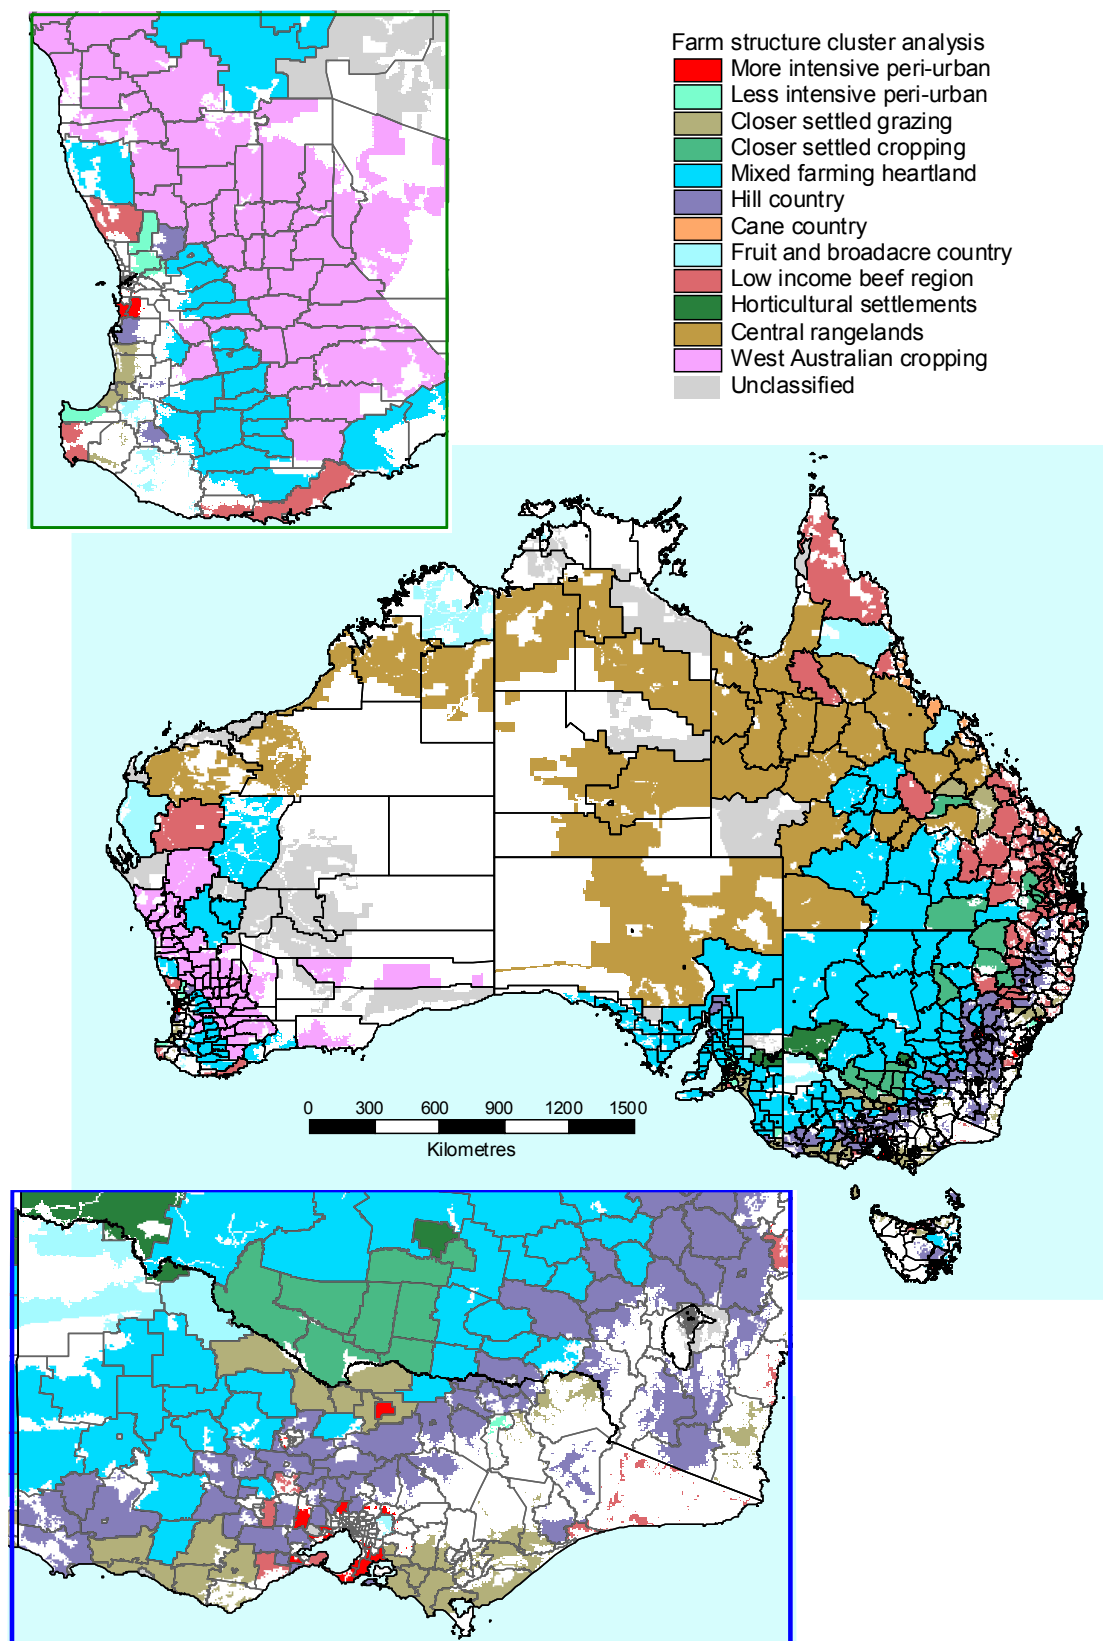 Farm structure cluster analysis
More intensive peri-urban
Less intensive peri-urban
Closer settled grazing
Closer settled cropping
Mixed farming heartland
Hill country
Cane country
Fruit and broadacre country
Low income beef region
Horticultural settlements
Central rangelands
West Australian cropping
Unclassified
0 300 600 900 1200 1500
Kilometres